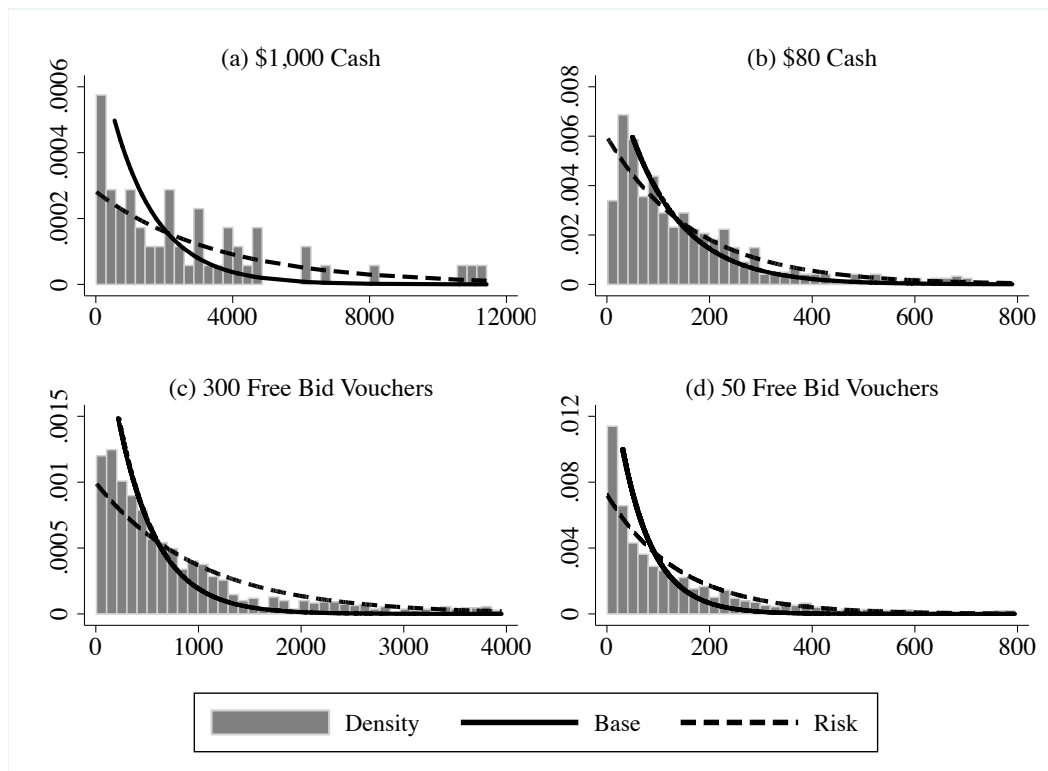 (a) $1,000 Cash
.0006
.0004
.0002
0
0 4000 8000 12000
(b) $80 Cash
.008
.006
.004
.002
0
0 200 400 600 800
(c) 300 Free Bid Vouchers
.0015
.001
.0005
0
0 1000 2000 3000 4000
(d) 50 Free Bid Vouchers
.012
.008
.004
0
0 200 400 600 800
Density Base Risk